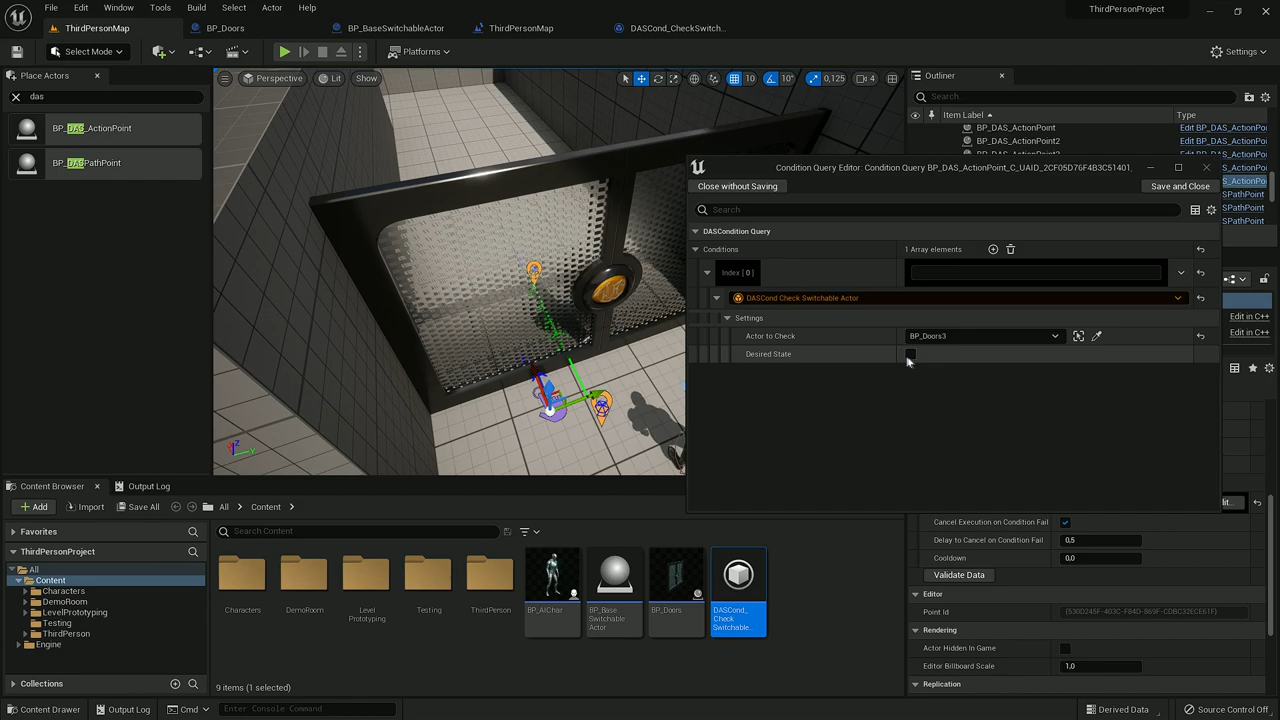 File Edit Window Tools Build Select Actor Help
ThirdPersonProject
ThirdPersonMap
BP_Doors
BP_BaseSwitchableActor
ThirdPersonMap
DASCond_CheckSwitch...
Select Mode
Platforms
Settings
Place Actors
das
BP_DAS_ActionPoint
BP_DASPathPoint
Perspective
Lit
Show
10
10°
0,125
4
Outliner
Search...
Item Label
Type
BP_DAS_ActionPoint
Edit BP_DAS_ActionPoi
BP_DAS_ActionPoint2
Edit BP_DAS_ActionPoi
Condition Query Editor: Condition Query BP_DAS_ActionPoint_C_UAID_2CF05D76F4B3C51401
Close without Saving
Save and Close
Search
DASCondition Query
Conditions
1 Array elements
Index [ 0 ]
DASCond Check Switchable Actor
Settings
Actor to Check
BP_Doors3
Desired State
Edit in C++
Edit in C++
Content Browser
Output Log
Add
Import
Save All
All
Content
Favorites
ThirdPersonProject
All
Content
Characters
DemoRoom
LevelPrototyping
Testing
ThirdPerson
Engine
Collections
Search Content
Characters
DemoRoom
Level
Prototyping
Testing
ThirdPerson
BP_AIChar
BP_Base
Switchable
Actor
BP_Doors
DASCond_
Check
Switchable...
9 items (1 selected)
Cancel Execution on Condition Fail
Delay to Cancel on Condition Fail
0,5
Cooldown
0,0
Validate Data
Editor
Point Id
Rendering
Actor Hidden In Game
Editor Billboard Scale
1,0
Replication
Content Drawer
Output Log
Cmd
Enter Console Command
Derived Data
Source Control Off